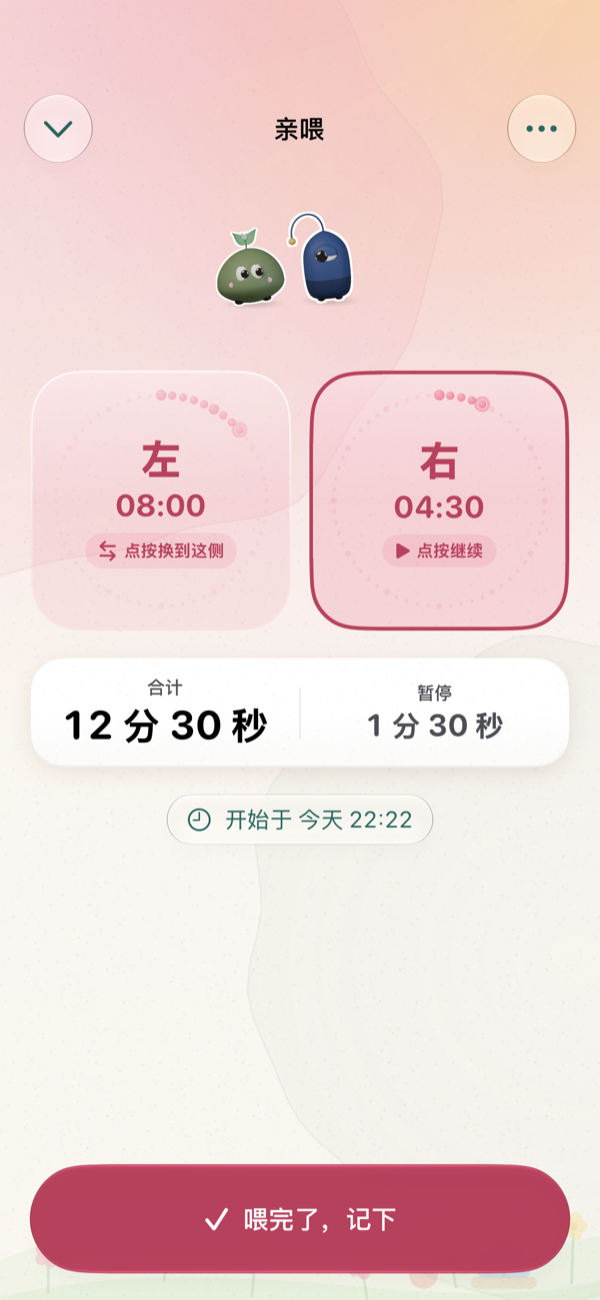 亲喂
左
08:00
点按换到这侧
右
04:30
点按继续
合计
12 分 30 秒
暂停
1 分 30 秒
开始于 今天 22:22
喂完了，记下